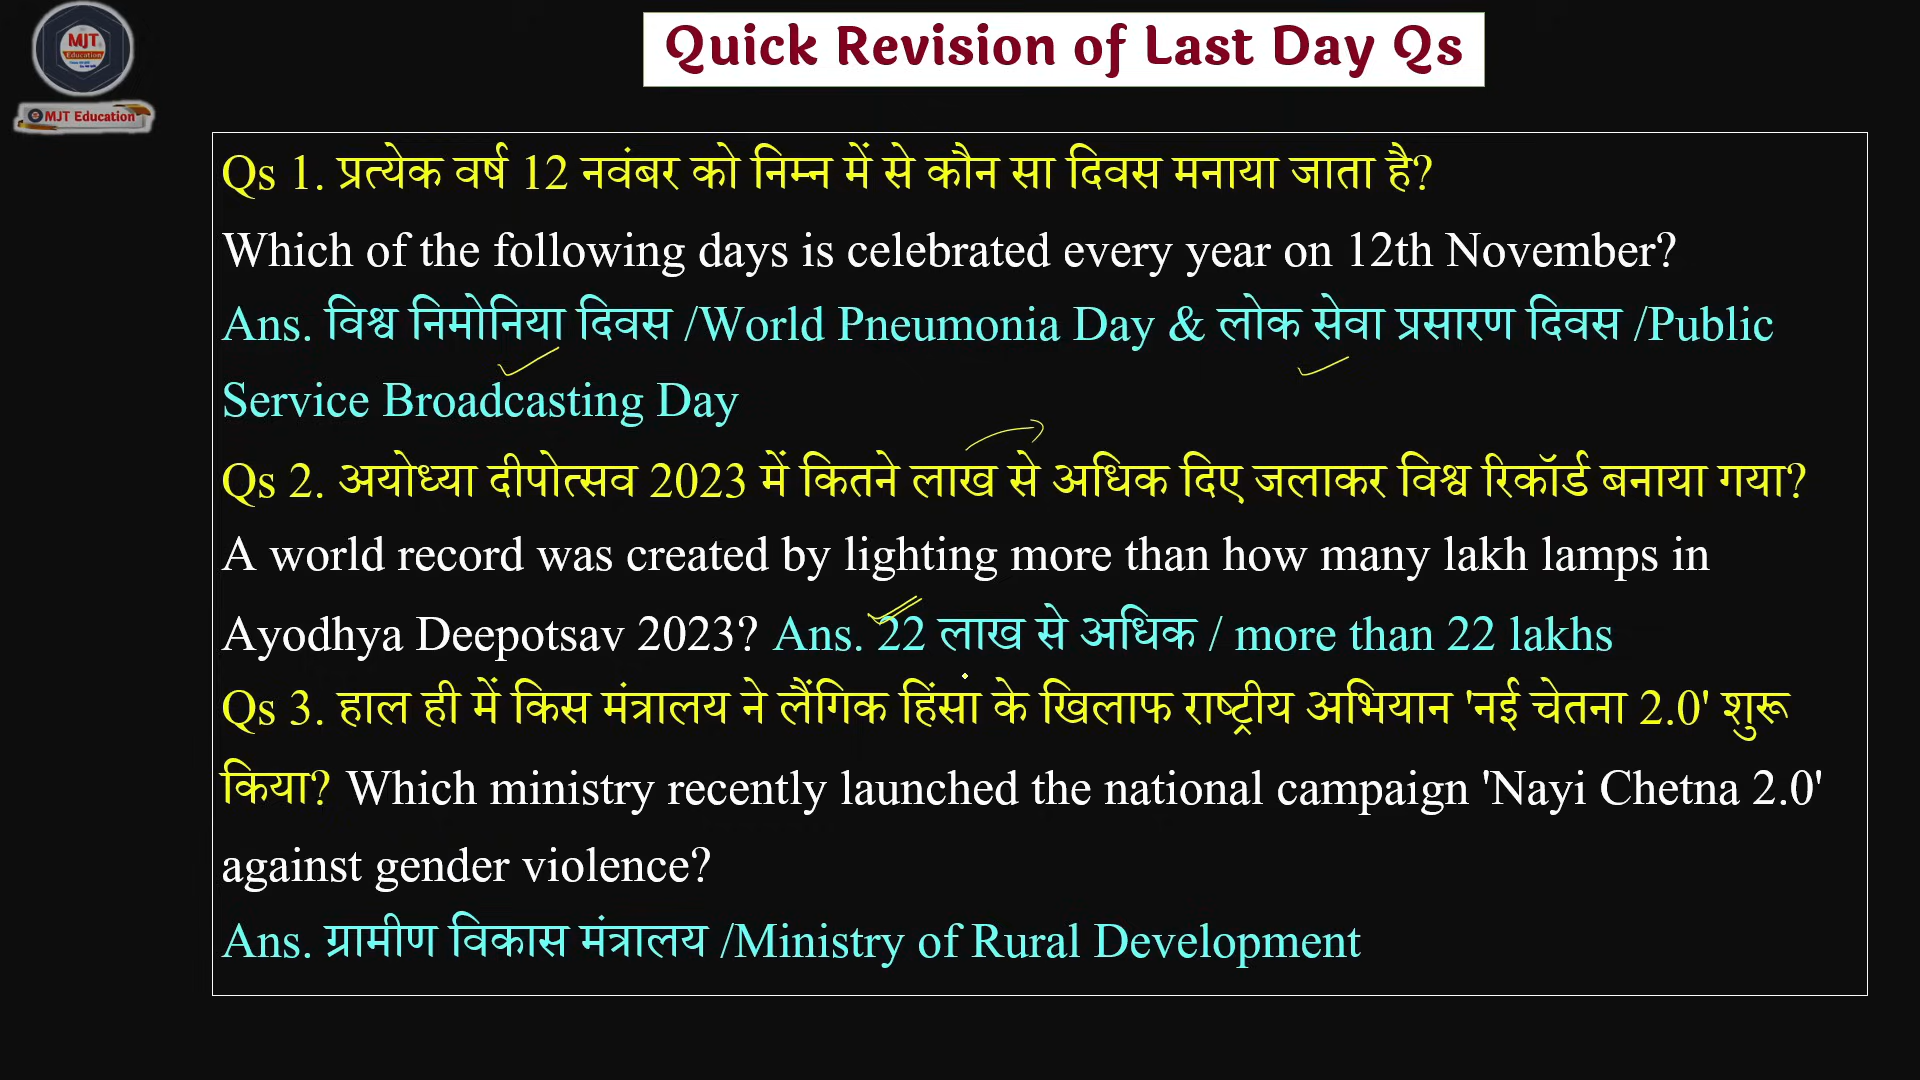 MJT
Education
MJT Education
Quick Revision of Last Day Qs
Qs 1. प्रत्येक वर्ष 12 नवंबर को निम्न में से कौन सा दिवस मनाया जाता है?
Which of the following days is celebrated every year on 12th November?
Ans. विश्व निमोनिया दिवस /World Pneumonia Day & लोक सेवा प्रसारण दिवस /Public
Service Broadcasting Day
Qs 2. अयोध्या दीपोत्सव 2023 में कितने लाख से अधिक दिए जलाकर विश्व रिकॉर्ड बनाया गया?
A world record was created by lighting more than how many lakh lamps in
Ayodhya Deepotsav 2023? Ans. 22 लाख से अधिक / more than 22 lakhs
Qs 3. हाल ही में किस मंत्रालय ने लैंगिक हिंसा के खिलाफ राष्ट्रीय अभियान 'नई चेतना 2.0' शुरू
किया? Which ministry recently launched the national campaign 'Nayi Chetna 2.0'
against gender violence?
Ans. ग्रामीण विकास मंत्रालय /Ministry of Rural Development